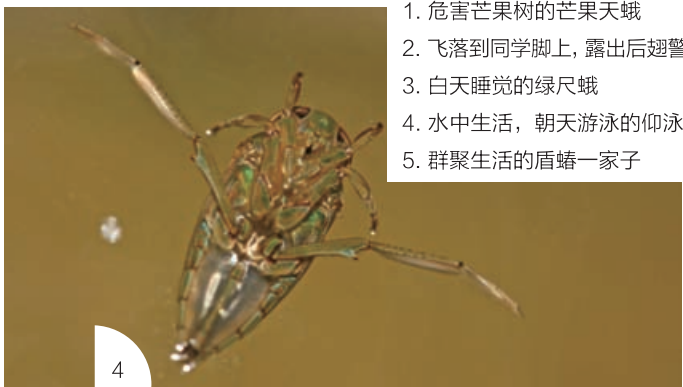 1. 危害芒果树的芒果天蛾
2. 飞落到同学脚上, 露出后翅警
3. 白天睡觉的绿尺蛾
4. 水中生活，朝天游泳的仰泳
5. 群聚生活的盾蝽一家子
4